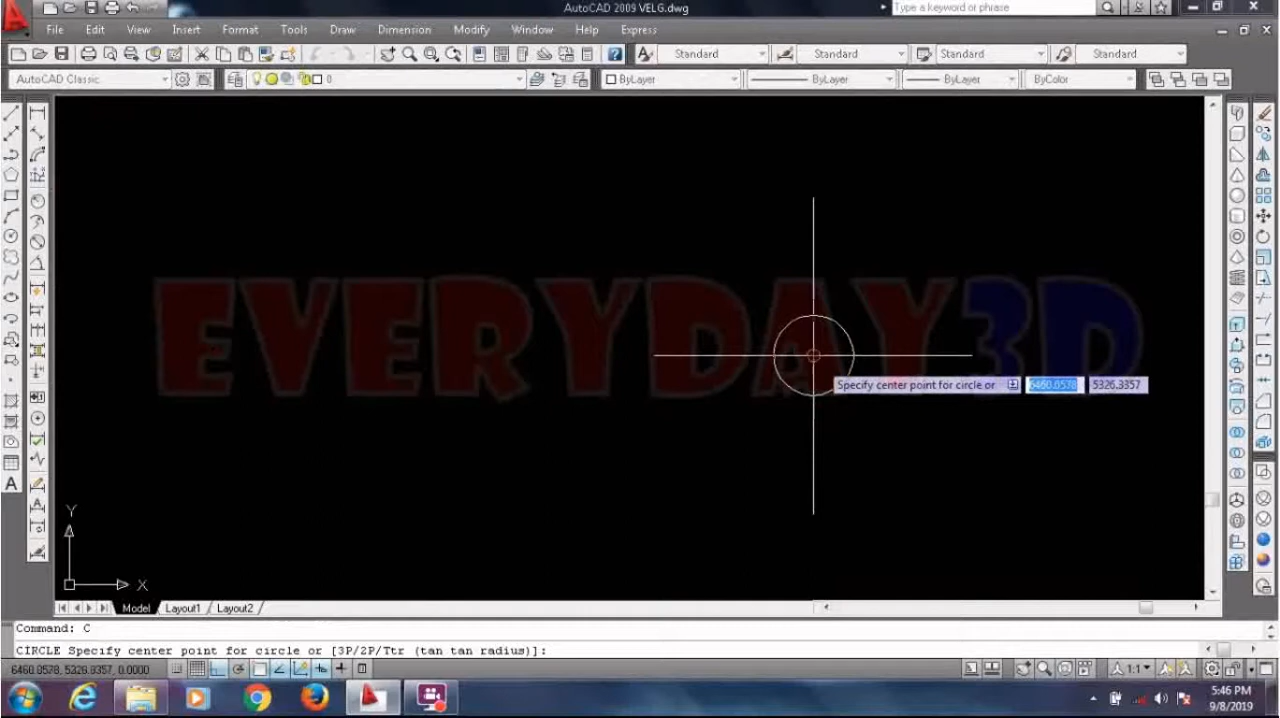 AutoCAD 2009 VELG.dwg
Type a keyword or phrase
File Edit View Insert Format Tools Draw Dimension Modify Window Help Express
Standard Standard Standard Standard
AutoCAD Classic 0 ByLayer ByLayer ByLayer ByColor
EVERYDAY3D
Specify center point for circle or 6460.0578 5326.3357
Y
X
A
Model Layout1 Layout2
Command: C
CIRCLE Specify center point for circle or [3P/2P/Ttr (tan tan radius)]:
6460.0578, 5326.3357, 0.0000 1:1
5:46 PM
9/8/2019